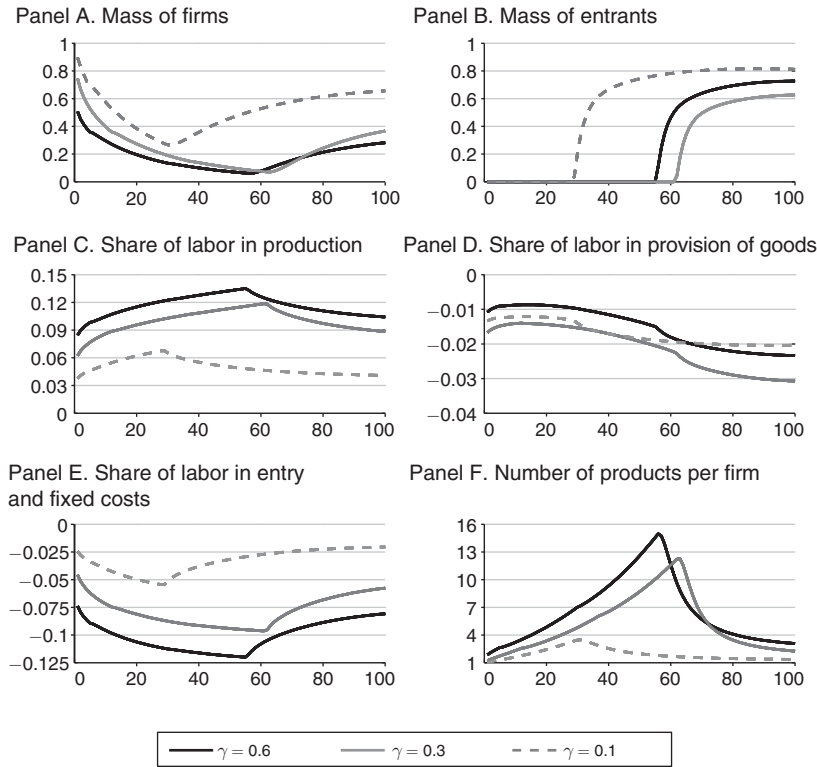 Panel A. Mass of firms
1
0.8
0.6
0.4
0.2
0
0 20 40 60 80 100
Panel B. Mass of entrants
1
0.8
0.6
0.4
0.2
0
0 20 40 60 80 100
Panel C. Share of labor in production
0.15
0.12
0.09
0.06
0.03
0
0 20 40 60 80 100
Panel D. Share of labor in provision of goods
0
−0.01
−0.02
−0.03
−0.04
0 20 40 60 80 100
Panel E. Share of labor in entry
and fixed costs
0
−0.025
−0.05
−0.075
−0.1
−0.125
0 20 40 60 80 100
Panel F. Number of products per firm
16
13
10
7
4
1
0 20 40 60 80 100
γ = 0.6 γ = 0.3 γ = 0.1